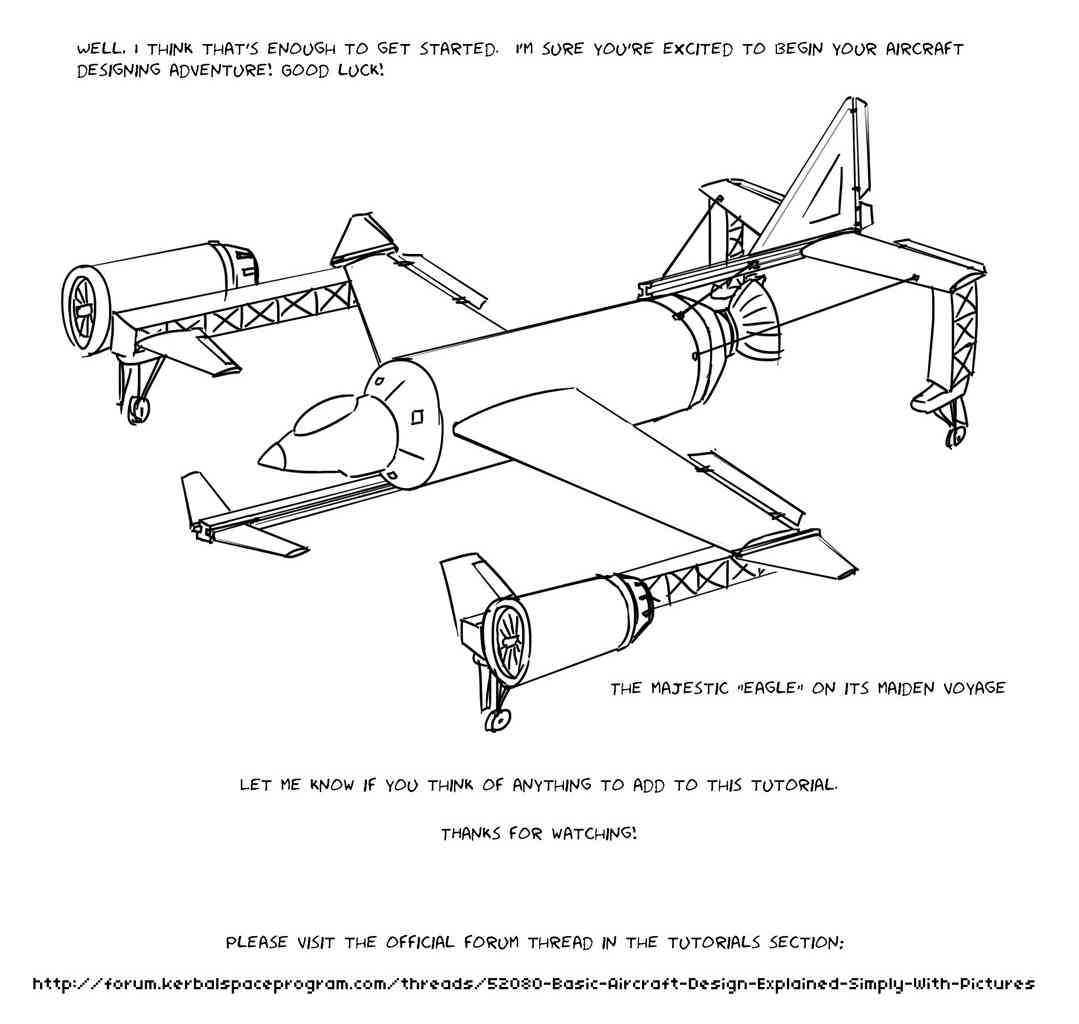 WELL, I THINK THAT'S ENOUGH TO GET STARTED. I'M SURE YOU'RE EXCITED TO BEGIN YOUR AIRCRAFT
DESIGNING ADVENTURE! GOOD LUCK!
THE MAJESTIC "EAGLE" ON ITS MAIDEN VOYAGE
LET ME KNOW IF YOU THINK OF ANYTHING TO ADD TO THIS TUTORIAL.
THANKS FOR WATCHING!
PLEASE VISIT THE OFFICIAL FORUM THREAD IN THE TUTORIALS SECTION:
http://forum.kerbalspaceprogram.com/threads/52080-Basic-Aircraft-Design-Explained-Simply-With-Pictures